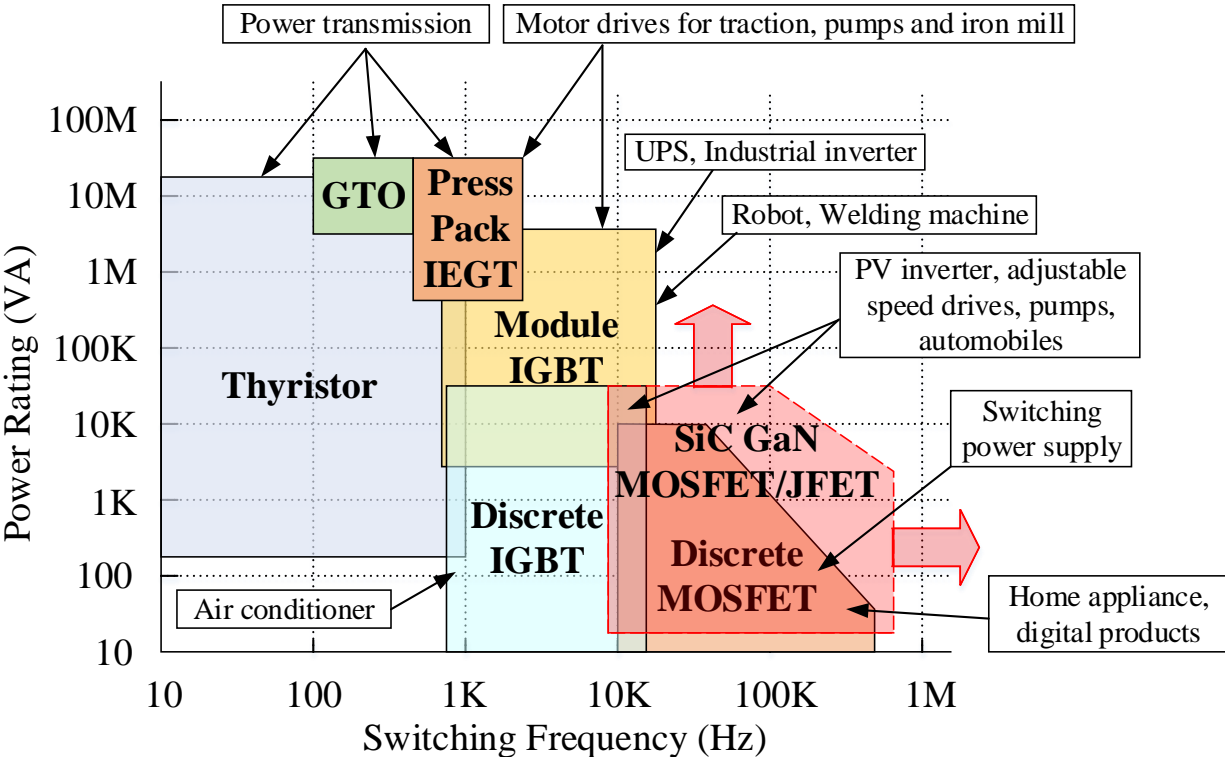 Power transmission
Motor drives for traction, pumps and iron mill
UPS, Industrial inverter
Robot, Welding machine
PV inverter, adjustable
speed drives, pumps,
automobiles
Switching
power supply
Home appliance,
digital products
Air conditioner
GTO
Press
Pack
IEGT
Module
IGBT
Thyristor
SiC GaN
MOSFET/JFET
Discrete
IGBT
Discrete
MOSFET
Power Rating (VA)
100M
10M
1M
100K
10K
1K
100
10
10
100
1K
10K
100K
1M
Switching Frequency (Hz)